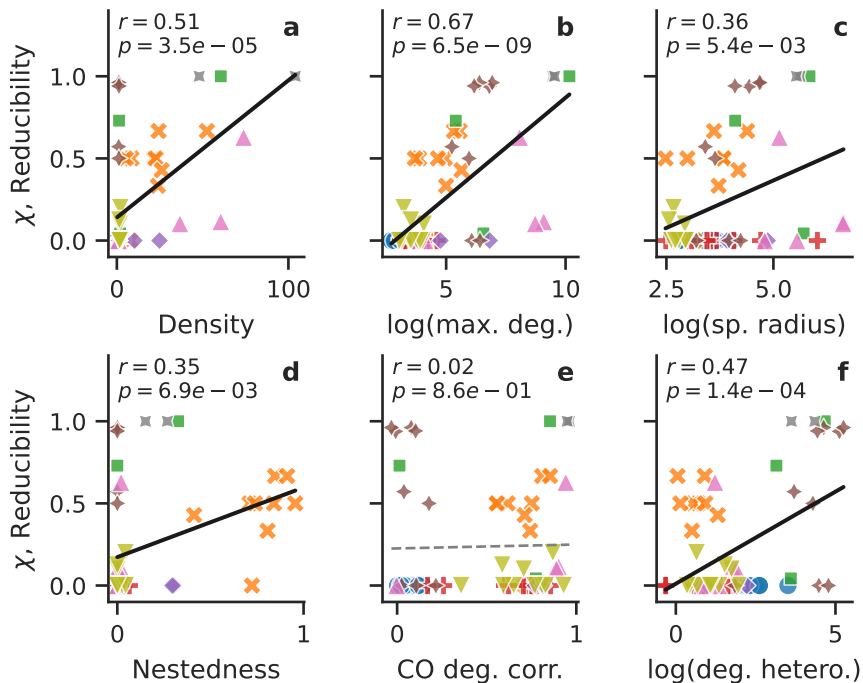 r = 0.51
p = 3.5e − 05
a
χ, Reducibility
1.0
0.5
0.0
0
100
Density
r = 0.67
p = 6.5e − 09
b
5
10
log(max. deg.)
r = 0.36
p = 5.4e − 03
c
2.5
5.0
log(sp. radius)
r = 0.35
p = 6.9e − 03
d
χ, Reducibility
1.0
0.5
0.0
0
1
Nestedness
r = 0.02
p = 8.6e − 01
e
0
1
CO deg. corr.
r = 0.47
p = 1.4e − 04
f
0
5
log(deg. hetero.)